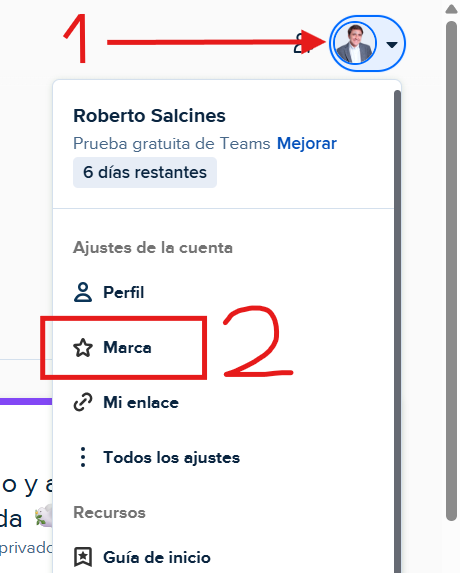 1
Roberto Salcines
Prueba gratuita de Teams Mejorar
6 días restantes
Ajustes de la cuenta
Perfil
Marca
2
Mi enlace
Todos los ajustes
o y a
da
Recursos
privado
Guía de inicio